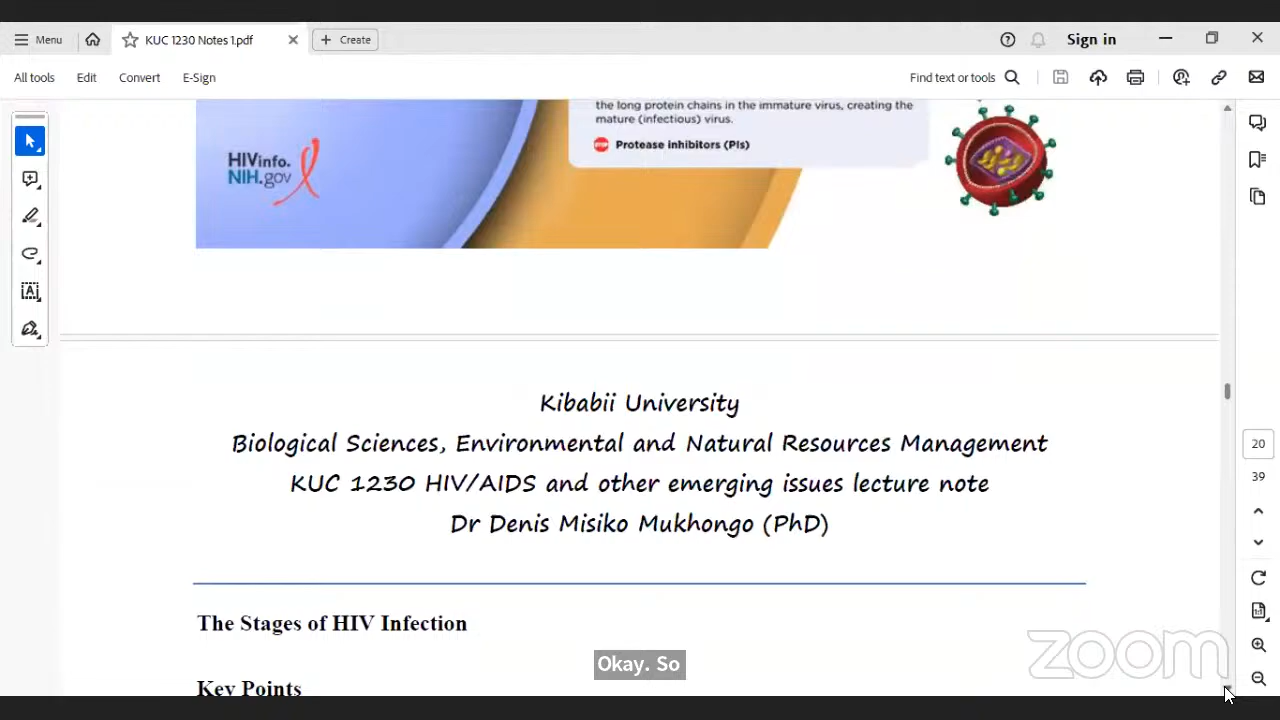 Menu
KUC 1230 Notes 1.pdf
Create
Sign in
All tools
Edit
Convert
E-Sign
Find text or tools
the long protein chains in the immature virus, creating the
mature (infectious) virus.
STOP Protease inhibitors (PIs)
HIVinfo.
NIH.gov
Kibabii University
Biological Sciences, Environmental and Natural Resources Management
KUC 1230 HIV/AIDS and other emerging issues lecture note
Dr Denis Misiko Mukhongo (PhD)
20
39
The Stages of HIV Infection
zoom
Okay. So
Key Points